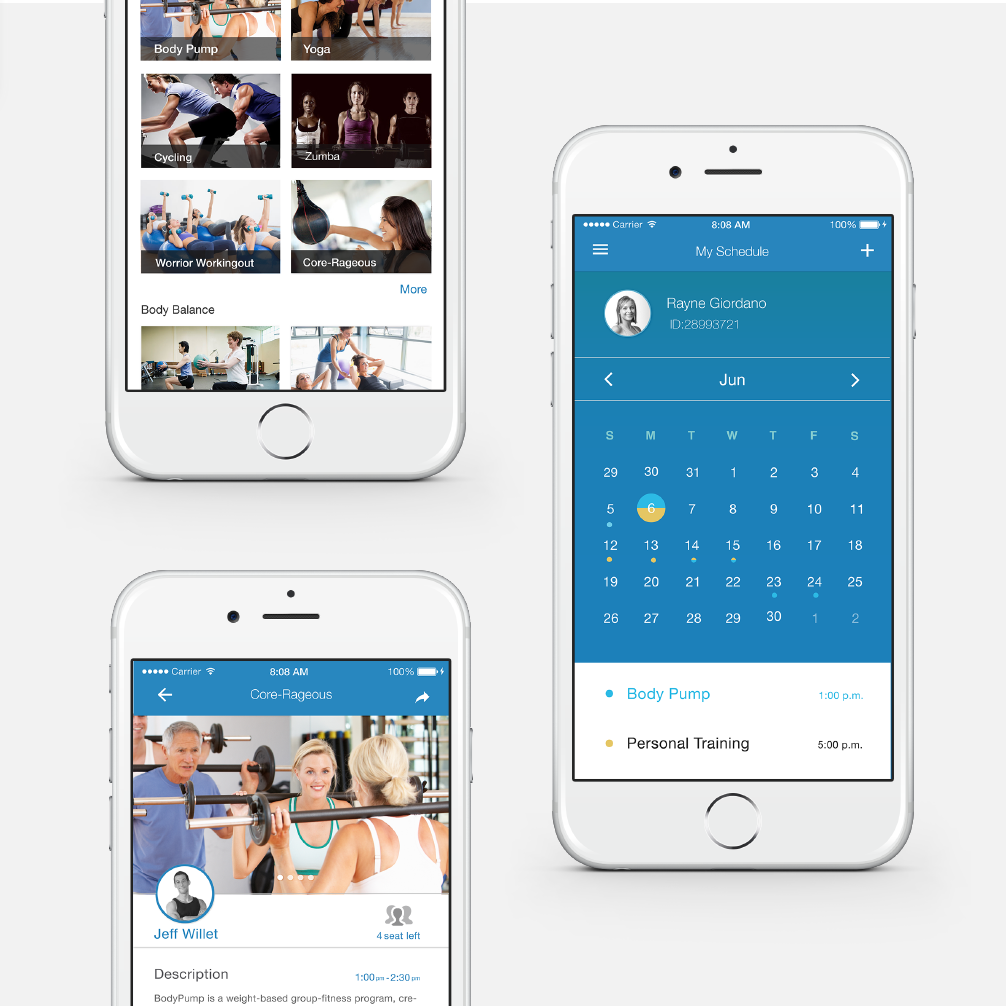 Body Pump
Yoga
Cycling
Zumba
Worrior Workingout
Core-Rageous
More
Body Balance
Carrier 8:08 AM 100%
My Schedule
Rayne Giordano
ID:28993721
Jun
S M T W T F S
29 30 31 1 2 3 4
5 6 7 8 9 10 11
12 13 14 15 16 17 18
19 20 21 22 23 24 25
26 27 28 29 30 1 2
Body Pump 1:00 p.m.
Personal Training 5:00 p.m.
Carrier 8:08 AM 100%
Core-Rageous
Jeff Willet
4 seat left
Description 1:00pm-2:30pm
BodyPump is a weight-based group-fitness program, cre-